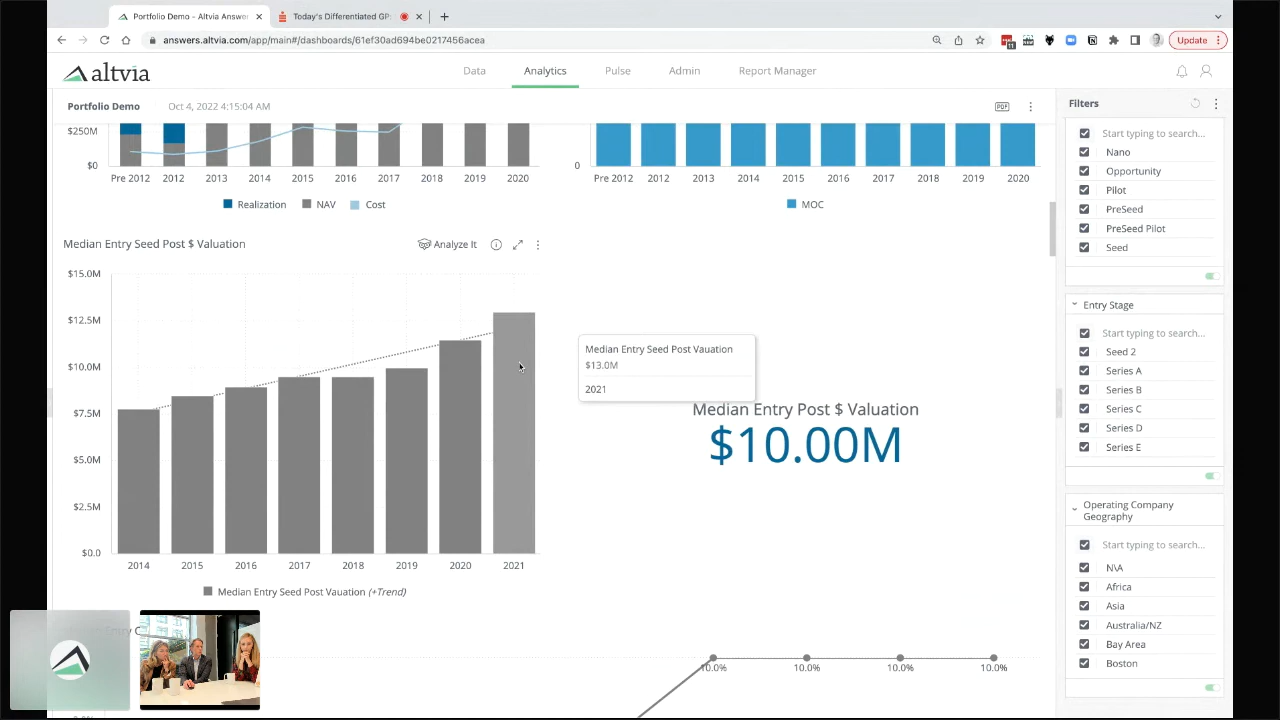 Portfolio Demo - Altvia Answe
Today's Differentiated GP
answers.altvia.com/app/main#/dashboards/61ef30ad694be0217456acea
11
Update
altvia
Data
Analytics
Pulse
Admin
Report Manager
Portfolio Demo
Oct 4, 2022 4:15:04 AM
PDF
$250M
$0
Pre 2012
2012
2013
2014
2015
2016
2017
2018
2019
2020
Realization
NAV
Cost
0
Pre 2012
2012
2013
2014
2015
2016
2017
2018
2019
2020
MOC
Median Entry Seed Post $ Valuation
Analyze It
$15.0M
$12.5M
$10.0M
$7.5M
$5.0M
$2.5M
$0.0
2014
2015
2016
2017
2018
2019
2020
2021
Median Entry Seed Post Vauation (+Trend)
Median Entry Seed Post Vauation
$13.0M
2021
Median Entry Post $ Valuation
$10.00M
10.0%
10.0%
10.0%
10.0%
Filters
Start typing to search...
Nano
Opportunity
Pilot
PreSeed
PreSeed Pilot
Seed
Entry Stage
Start typing to search...
Seed 2
Series A
Series B
Series C
Series D
Series E
Operating Company
Geography
Start typing to search...
N\A
Africa
Asia
Australia/NZ
Bay Area
Boston